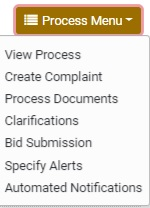 Process Menu
View Process
Create Complaint
Process Documents
Clarifications
Bid Submission
Specify Alerts
Automated Notifications